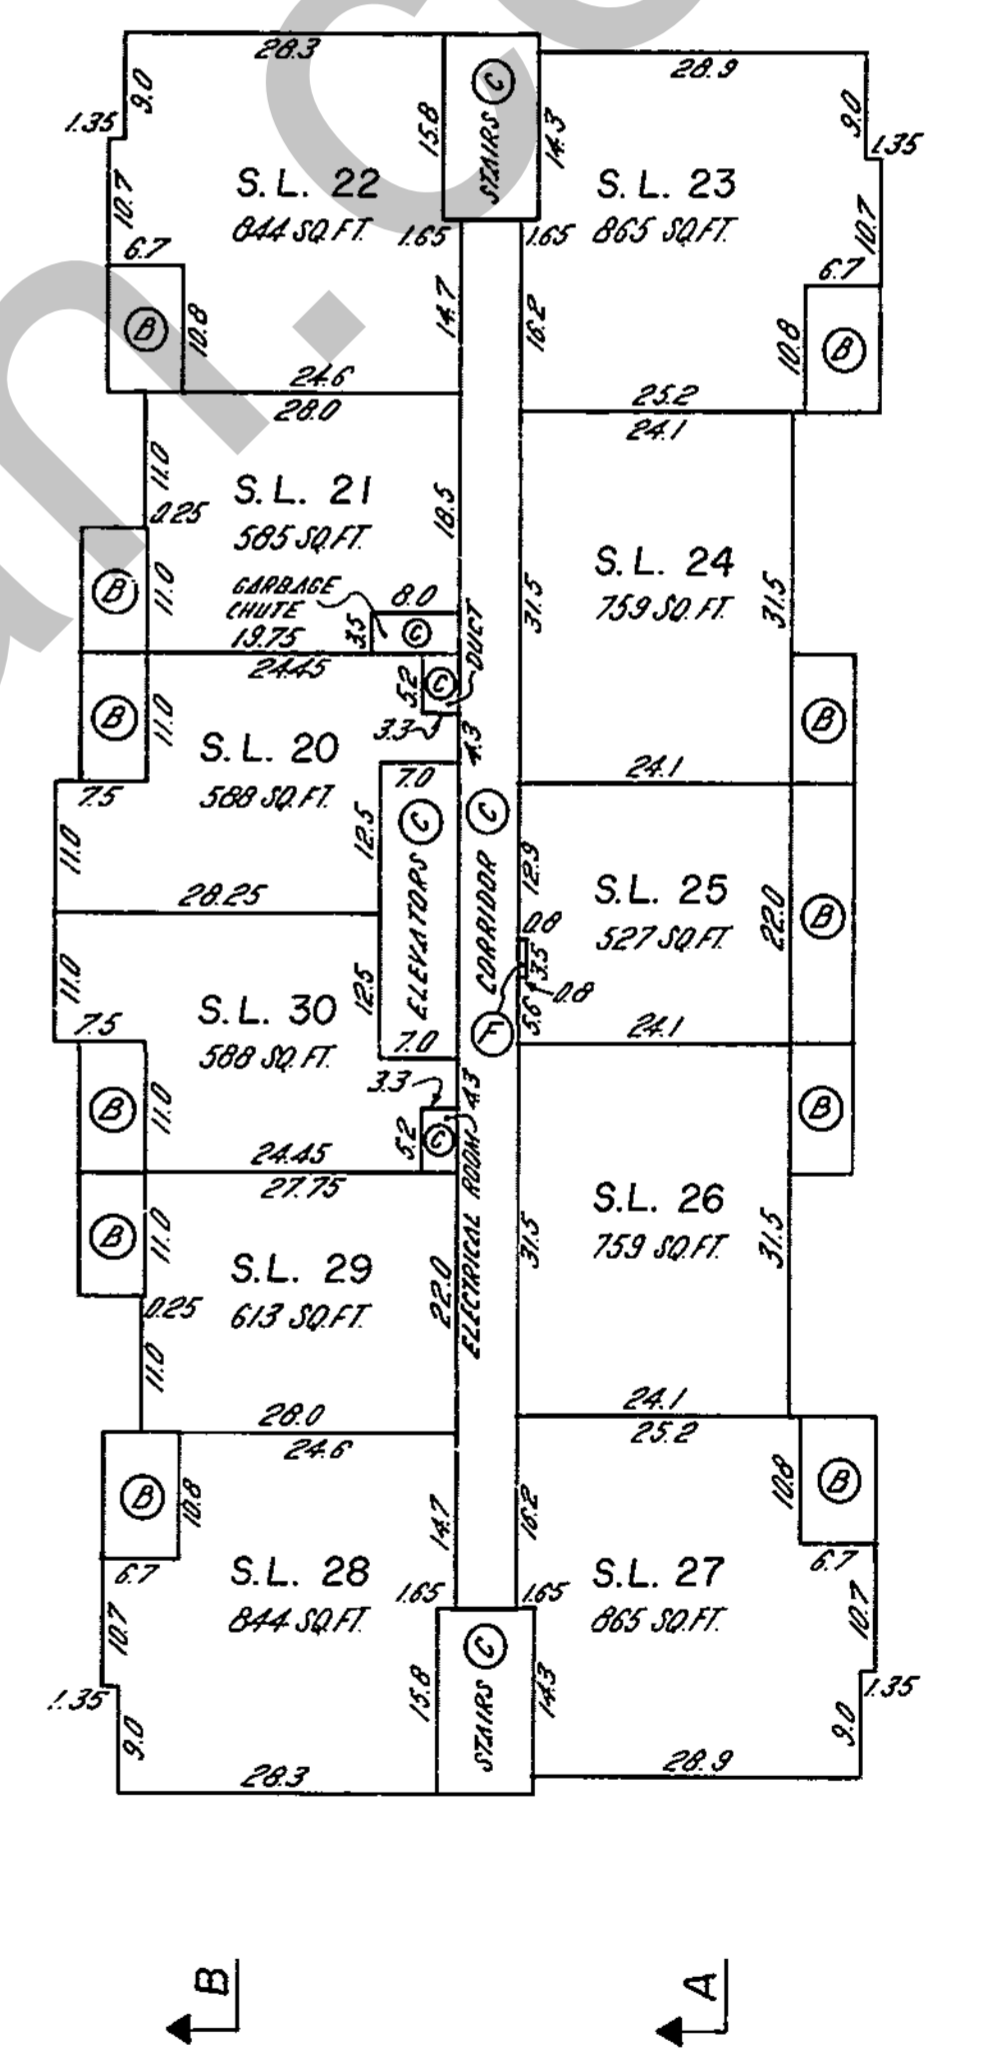 28.3
28.9
9.0
9.0
1.35
1.35
15.8
STAIRS C
14.3
S.L. 22
844 SQ.FT.
S.L. 23
865 SQ.FT.
10.7
10.7
1.65
1.65
6.7
6.7
B
10.8
14.7
16.2
10.8
B
24.6
28.0
25.2
24.1
11.0
S.L. 21
585 SQ.FT.
18.5
0.25
B
11.0
GARBAGE
CHUTE
8.0
3.5
C
DUCT
19.75
24.45
S.L. 24
759 SQ.FT.
31.5
31.5
B
11.0
5.2
C
3.3
4.3
S.L. 20
588 SQ.FT.
7.5
11.0
7.0
12.5
ELEVATORS C
CORRIDOR C
B
24.1
28.25
12.9
S.L. 25
527 SQ.FT.
22.0
B
0.8
3.5
0.8
5.6
F
24.1
11.0
S.L. 30
588 SQ.FT.
12.5
7.5
7.0
B
11.0
3.3
4.3
5.2
C
ELECTRICAL ROOM
24.45
27.75
B
B
11.0
S.L. 29
613 SQ.FT.
22.0
0.25
11.0
31.5
S.L. 26
759 SQ.FT.
31.5
28.0
24.6
24.1
25.2
B
10.8
14.7
16.2
10.8
B
6.7
6.7
S.L. 28
844 SQ.FT.
S.L. 27
865 SQ.FT.
1.65
1.65
10.7
10.7
1.35
1.35
15.8
STAIRS C
14.3
9.0
9.0
28.3
28.9
B
A